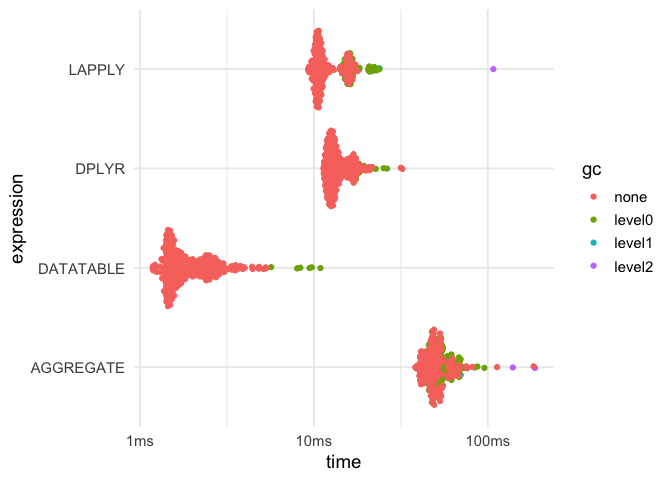 LAPPLY
DPLYR
DATATABLE
AGGREGATE
expression
1ms
10ms
100ms
time
gc
none
level0
level1
level2